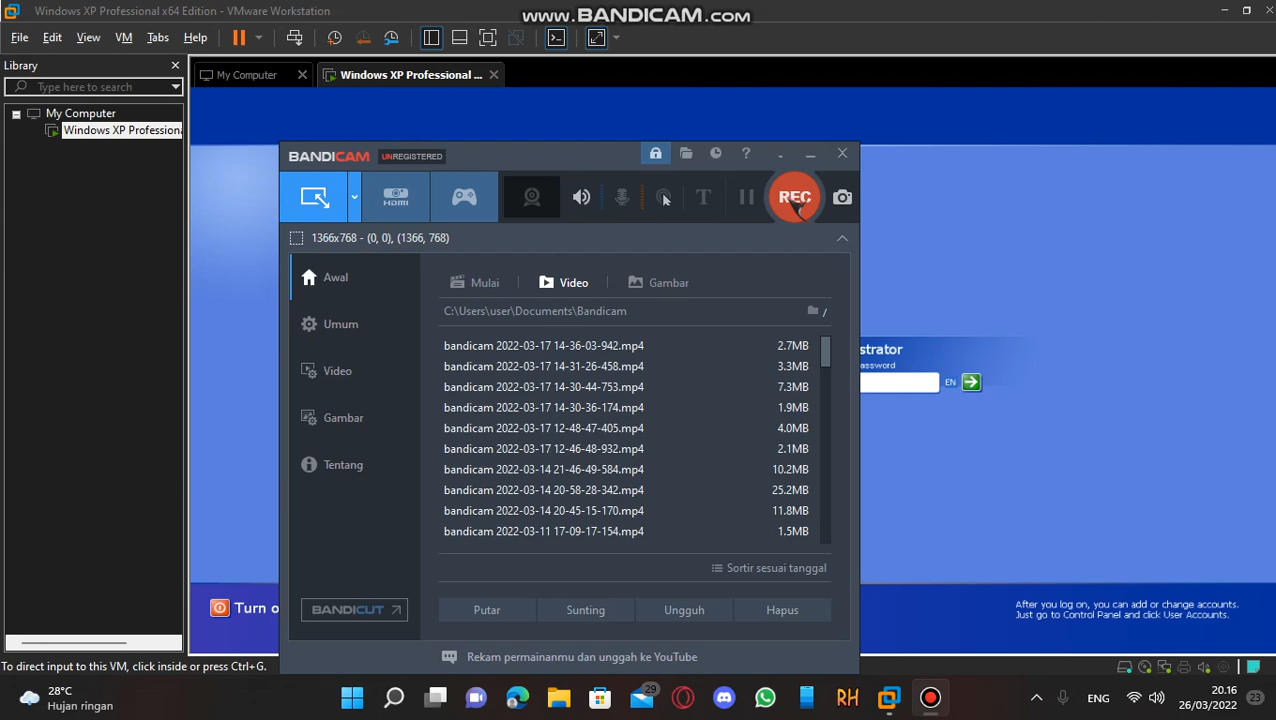 Windows XP Professional x64 Edition - VMware Workstation
www.BANDICAM.com
File Edit View VM Tabs Help
Library
My Computer
Windows XP Professional ...
Type here to search
My Computer
Windows XP Professiona
BANDICAM UNREGISTERED
HDMI
REC
1366x768 - (0, 0), (1366, 768)
Awal
Umum
Video
Gambar
Tentang
BANDICUT
Mulai
Video
Gambar
C:\Users\user\Documents\Bandicam
/
bandicam 2022-03-17 14-36-03-942.mp4 2.7MB
bandicam 2022-03-17 14-31-26-458.mp4 3.3MB
bandicam 2022-03-17 14-30-44-753.mp4 7.3MB
bandicam 2022-03-17 14-30-36-174.mp4 1.9MB
bandicam 2022-03-17 12-48-47-405.mp4 4.0MB
bandicam 2022-03-17 12-46-48-932.mp4 2.1MB
bandicam 2022-03-14 21-46-49-584.mp4 10.2MB
bandicam 2022-03-14 20-58-28-342.mp4 25.2MB
bandicam 2022-03-14 20-45-15-170.mp4 11.8MB
bandicam 2022-03-11 17-09-17-154.mp4 1.5MB
Sortir sesuai tanggal
Putar Sunting Ungguh Hapus
Rekam permainanmu dan unggah ke YouTube
strator
assword
EN
Turn o
After you log on, you can add or change accounts.
Just go to Control Panel and click User Accounts.
To direct input to this VM, click inside or press Ctrl+G.
28°C
Hujan ringan
29
RH
ENG
20.16
26/03/2022
23